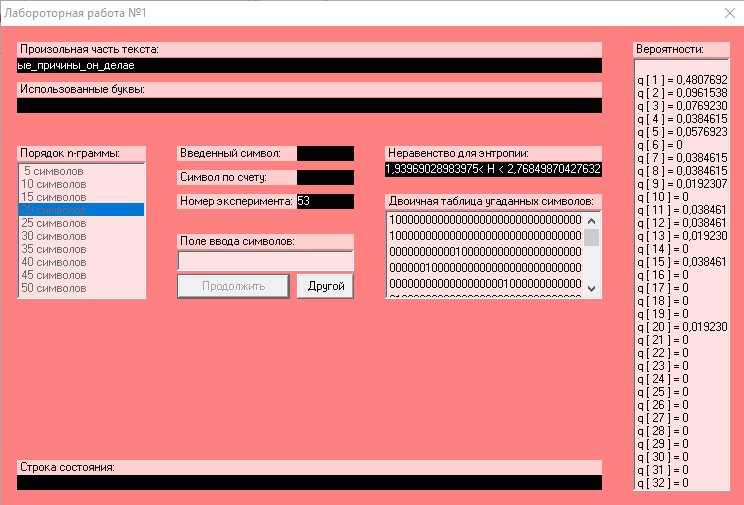 Лабороторная работа №1
Произольная часть текста:
ые_причины_он_делае
Использованные буквы:
Порядок n-граммы:
5 символов
10 символов
15 символов
20 символов
25 символов
30 символов
35 символов
40 символов
45 символов
50 символов
Введенный символ:
Символ по счету:
Номер эксперимента: 53
Поле ввода символов:
Продолжить
Другой
Неравенство для энтропии:
1,93969028983975< H < 2,76849870427632
Двоичная таблица угаданных символов:
10000000000000000000000000000000
10000000000000000000000000000000
00000000001000000000000000000000
00000010000000000000000000000000
00000000000000000001000000000000
Строка состояния:
Вероятности:
q [ 1 ] = 0,4807692
q [ 2 ] = 0,0961538
q [ 3 ] = 0,0769230
q [ 4 ] = 0,0384615
q [ 5 ] = 0,0576923
q [ 6 ] = 0
q [ 7 ] = 0,0384615
q [ 8 ] = 0,0384615
q [ 9 ] = 0,0192307
q [ 10 ] = 0
q [ 11 ] = 0,038461
q [ 12 ] = 0,038461
q [ 13 ] = 0,019230
q [ 14 ] = 0
q [ 15 ] = 0,038461
q [ 16 ] = 0
q [ 17 ] = 0
q [ 18 ] = 0
q [ 19 ] = 0
q [ 20 ] = 0,019230
q [ 21 ] = 0
q [ 22 ] = 0
q [ 23 ] = 0
q [ 24 ] = 0
q [ 25 ] = 0
q [ 26 ] = 0
q [ 27 ] = 0
q [ 28 ] = 0
q [ 29 ] = 0
q [ 30 ] = 0
q [ 31 ] = 0
q [ 32 ] = 0